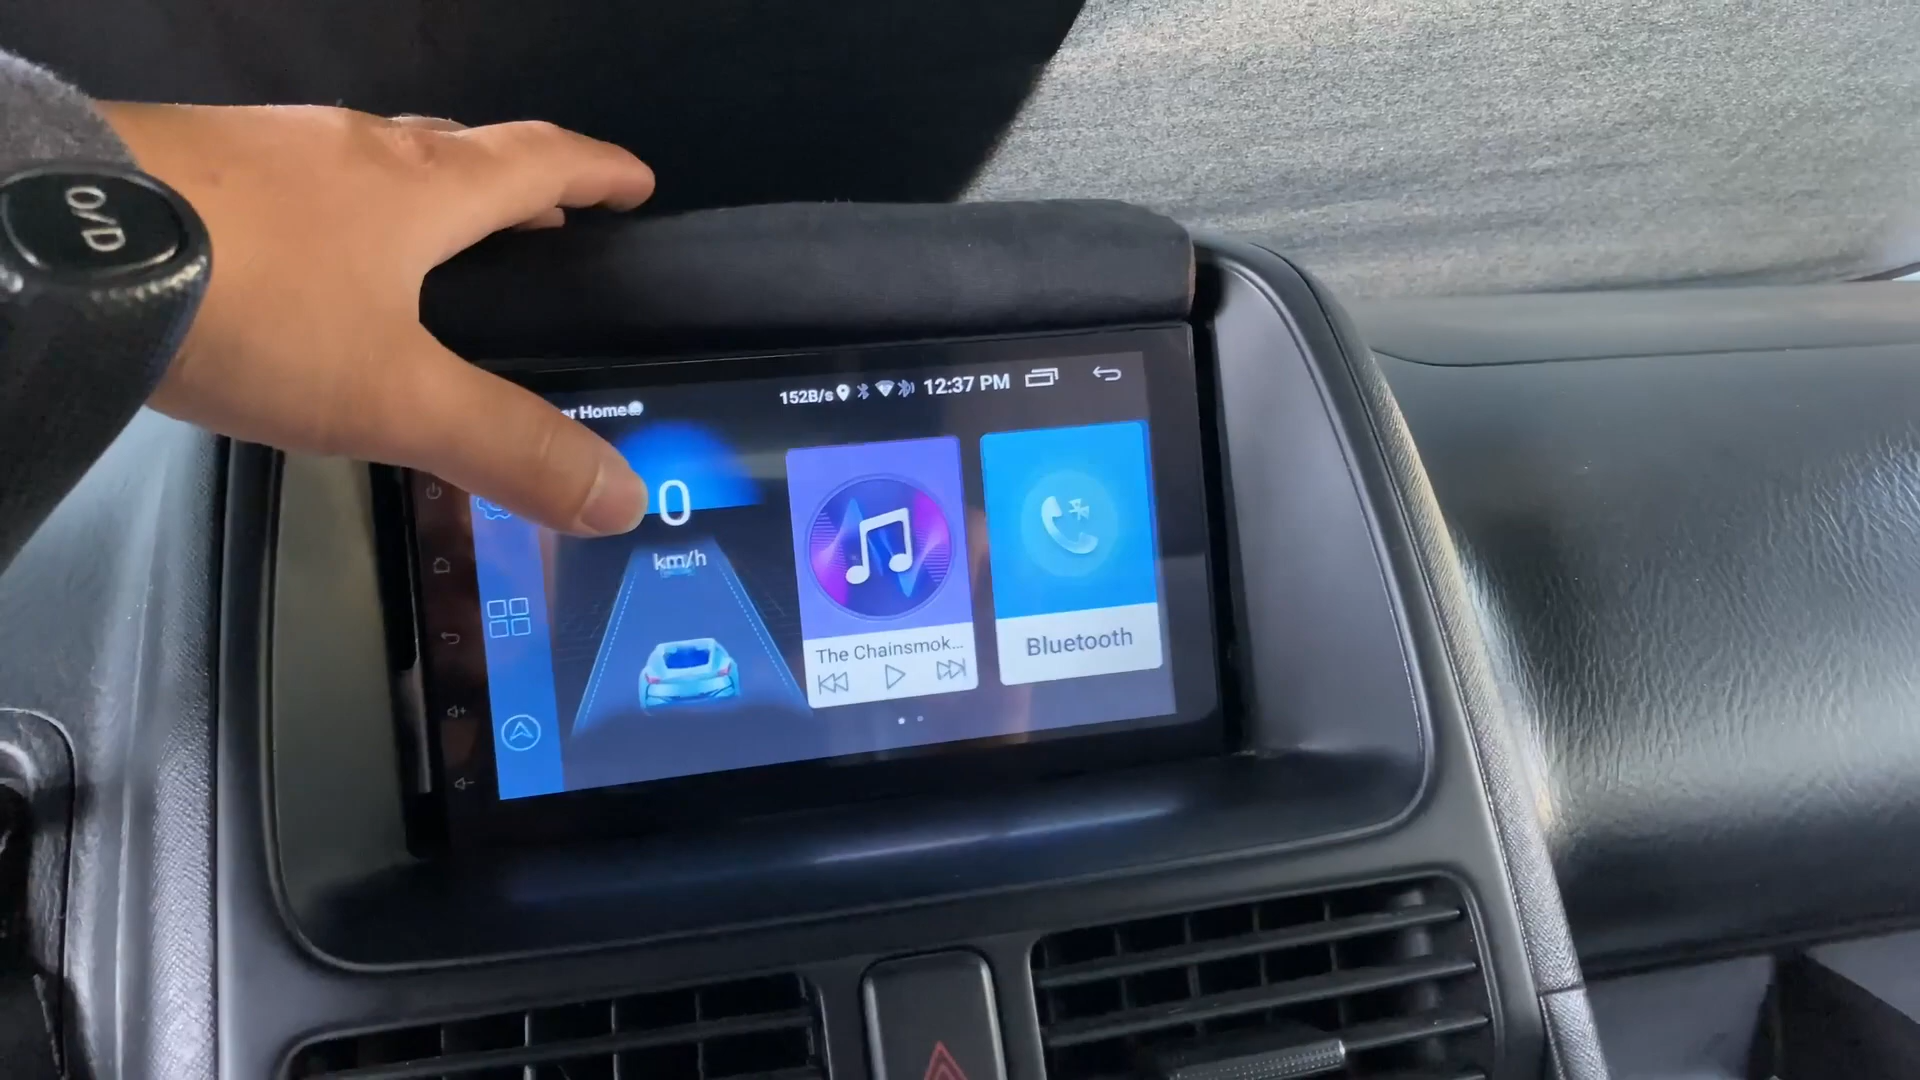 O/D
Home
152B/s
12:37 PM
0
km/h
The Chainsmok...
Bluetooth